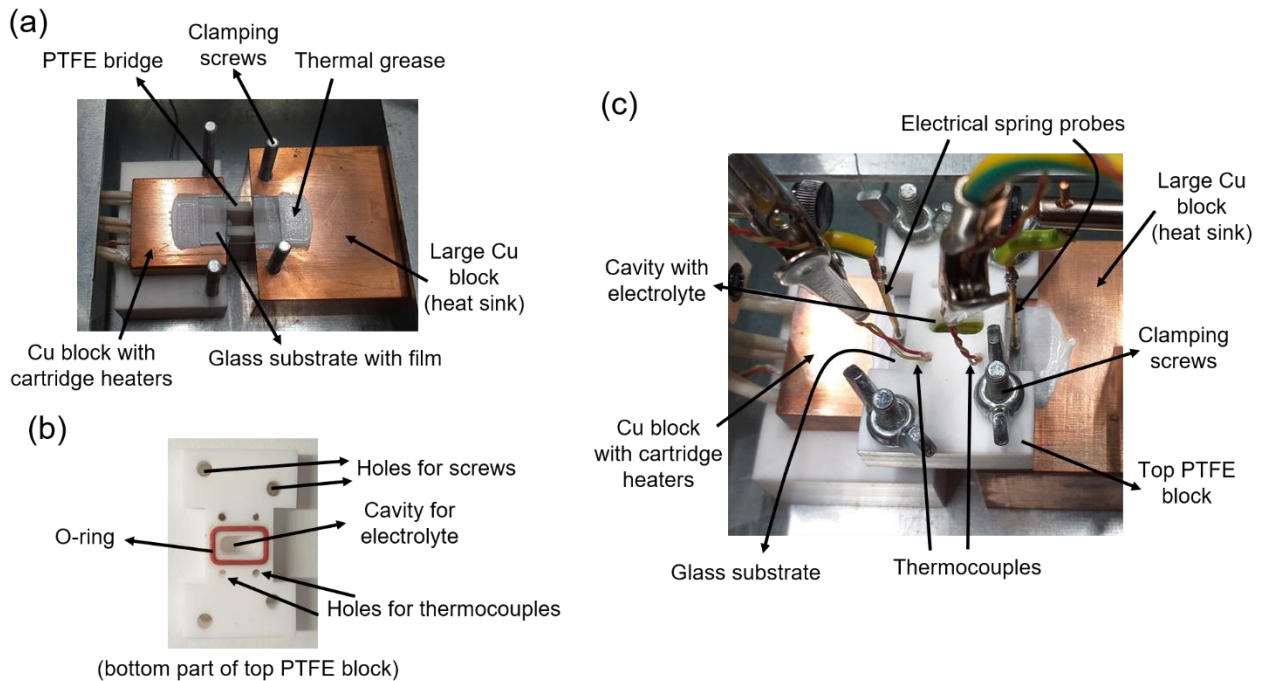 (a)
Clamping
screws
PTFE bridge
Thermal grease
Large Cu
block
(heat sink)
Cu block with
cartridge heaters
Glass substrate with film
(b)
Holes for screws
Cavity for
electrolyte
O-ring
Holes for thermocouples
(bottom part of top PTFE block)
(c)
Electrical spring probes
Large Cu
block
(heat sink)
Cavity with
electrolyte
Clamping
screws
Cu block
with cartridge
heaters
Top PTFE
block
Glass substrate
Thermocouples